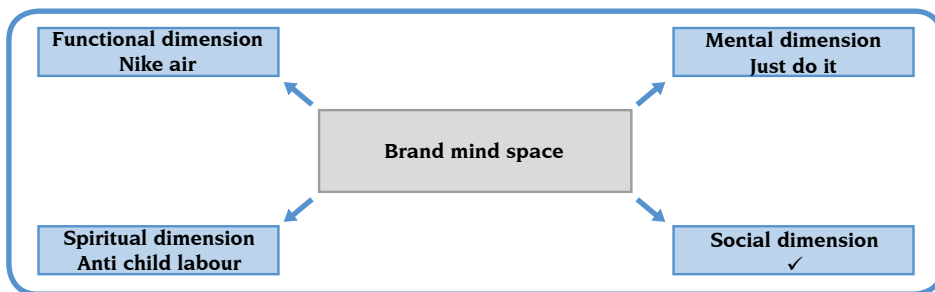 Functional dimension
Nike air
Mental dimension
Just do it
Brand mind space
Spiritual dimension
Anti child labour
Social dimension
✓